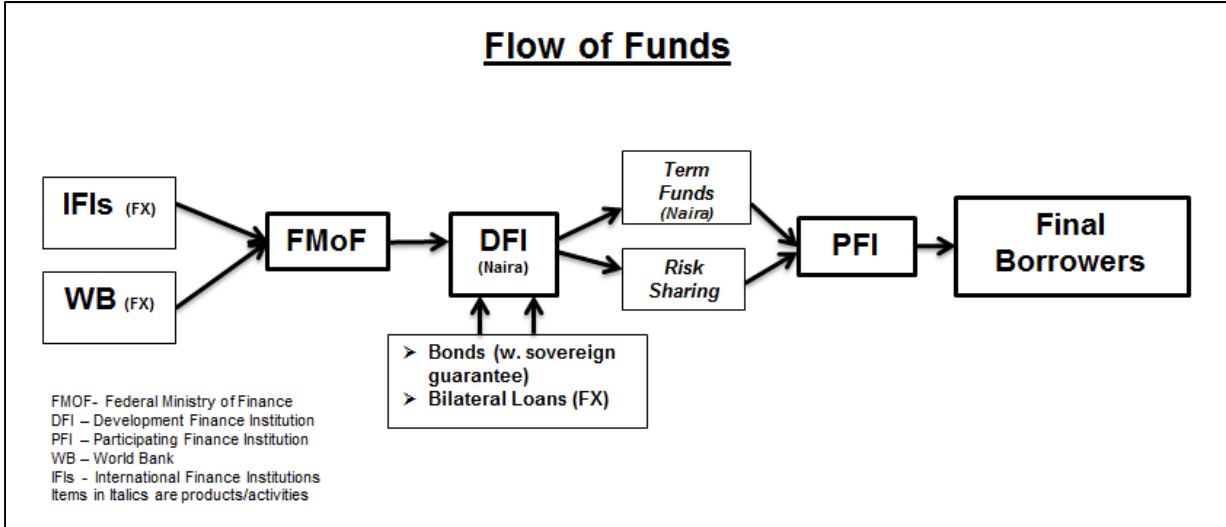 Flow of Funds
IFIs (FX)
WB (FX)
FMoF
DFI
(Naira)
Term
Funds
(Naira)
Risk
Sharing
PFI
Final
Borrowers
➤ Bonds (w. sovereign
guarantee)
➤ Bilateral Loans (FX)
FMOF- Federal Ministry of Finance
DFI – Development Finance Institution
PFI – Participating Finance Institution
WB – World Bank
IFIs - International Finance Institutions
Items in Italics are products/activities